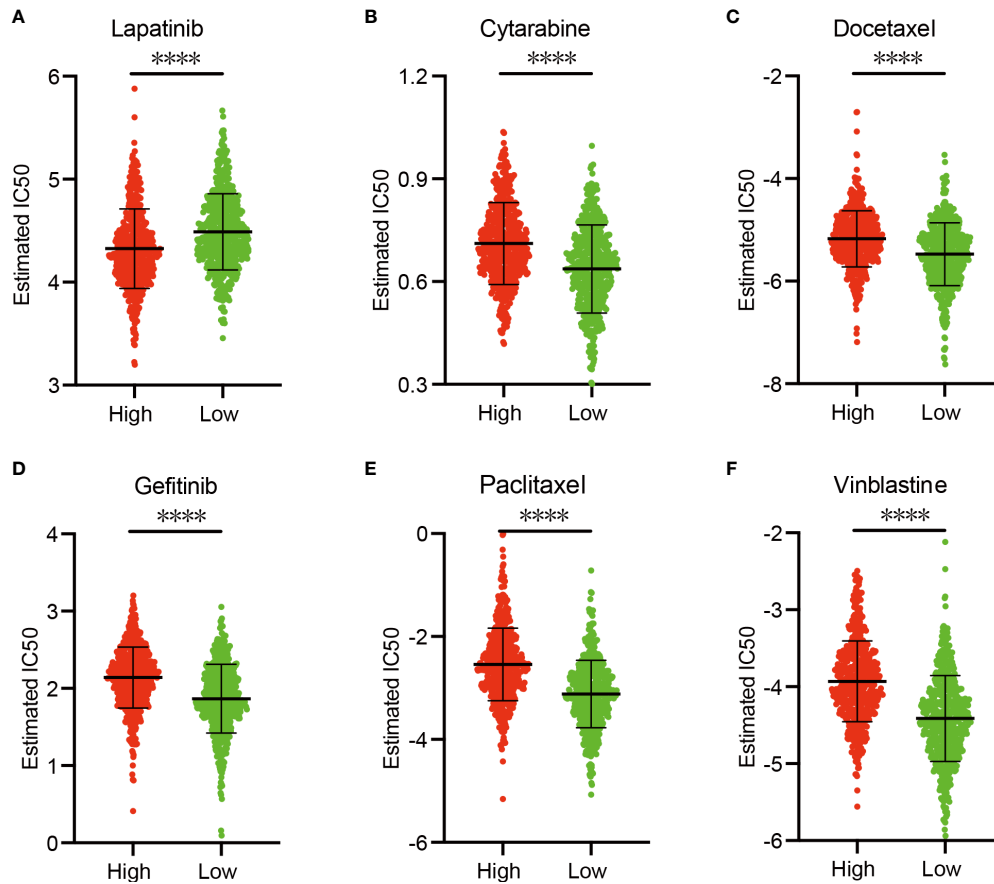 A
Lapatinib
****
Estimated IC50
6
5
4
3
High Low
B
Cytarabine
****
Estimated IC50
1.2
0.9
0.6
0.3
High Low
C
Docetaxel
****
Estimated IC50
-2
-4
-6
-8
High Low
D
Gefitinib
****
Estimated IC50
4
3
2
1
0
High Low
E
Paclitaxel
****
Estimated IC50
0
-2
-4
-6
High Low
F
Vinblastine
****
Estimated IC50
-2
-3
-4
-5
-6
High Low